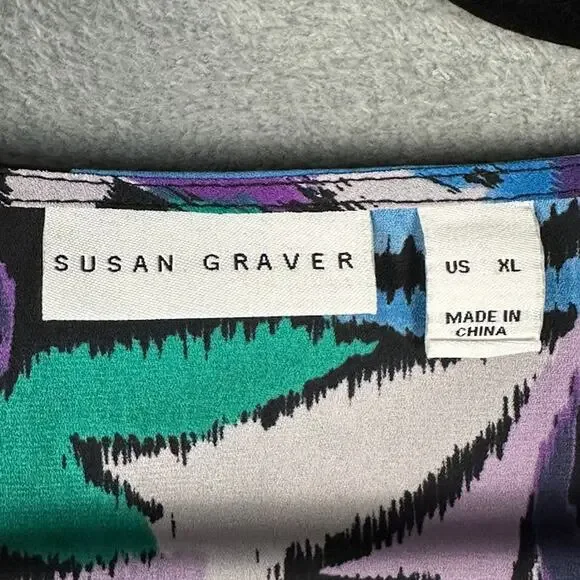 SUSAN GRAVER
US XL
MADE IN
CHINA